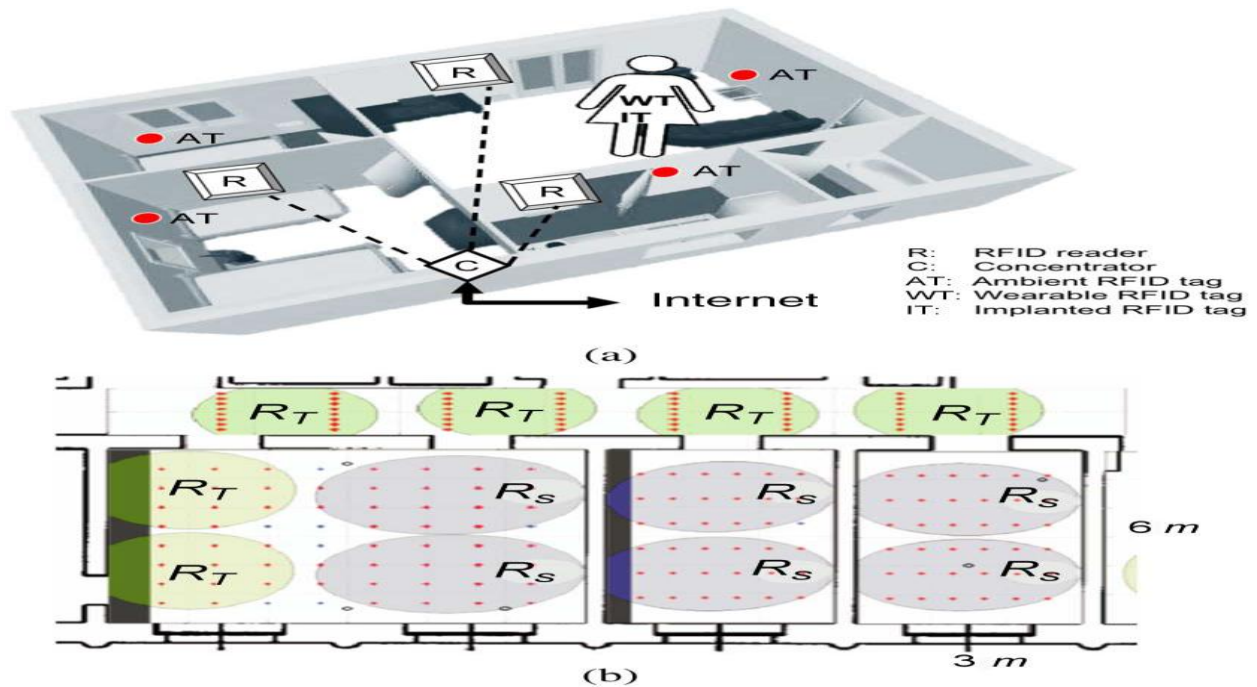 R
AT
WT
IT
AT
R
R
AT
AT
C
Internet
R: RFID reader
C: Concentrator
AT: Ambient RFID tag
WT: Wearable RFID tag
IT: Implanted RFID tag
(a)
R_T R_T R_T R_T
R_T R_S R_S R_S
6 m
R_T R_S R_S R_S
3 m
(b)